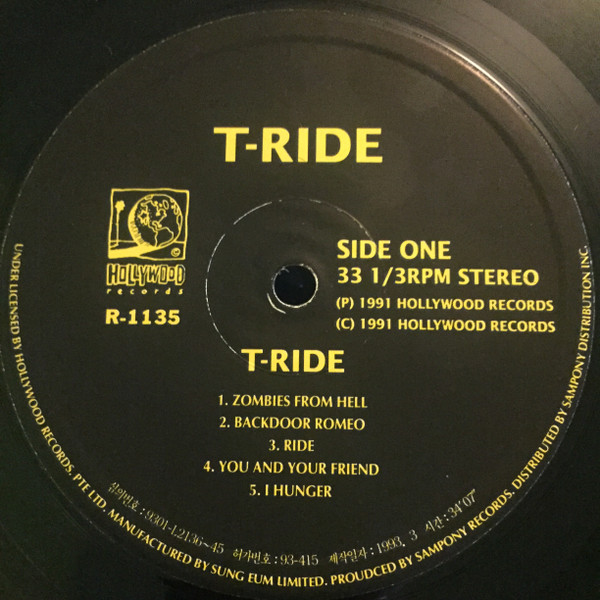 T-RIDE
©
HOLLYWOOD
records
R-1135
SIDE ONE
33 1/3RPM STEREO
(P) 1991 HOLLYWOOD RECORDS
(C) 1991 HOLLYWOOD RECORDS
T-RIDE
1. ZOMBIES FROM HELL
2. BACKDOOR ROMEO
3. RIDE
4. YOU AND YOUR FRIEND
5. I HUNGER
심의번호 : 9301-L2136~45 허가번호 : 93-415 제작일자 : 1993. 3 시간 : 34'07"
UNDER LICENSED BY HOLLYWOOD RECORDS, PTE LTD. MANUFACTURED BY SUNG EUM LIMITED. PROUDCED BY SAMPONY RECORDS. DISTRIBUTED BY SAMPONY DISTRIBUTION INC.